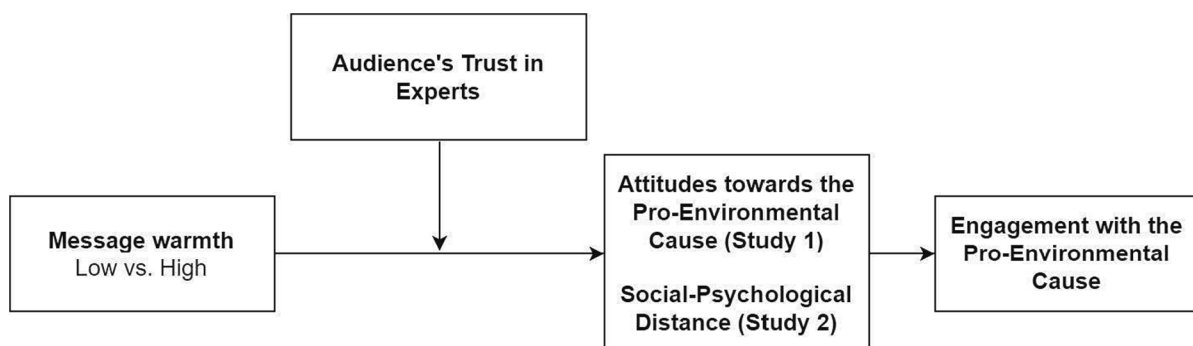 Audience's Trust in
Experts
Message warmth
Low vs. High
Attitudes towards the
Pro-Environmental
Cause (Study 1)
Social-Psychological
Distance (Study 2)
Engagement with the
Pro-Environmental
Cause